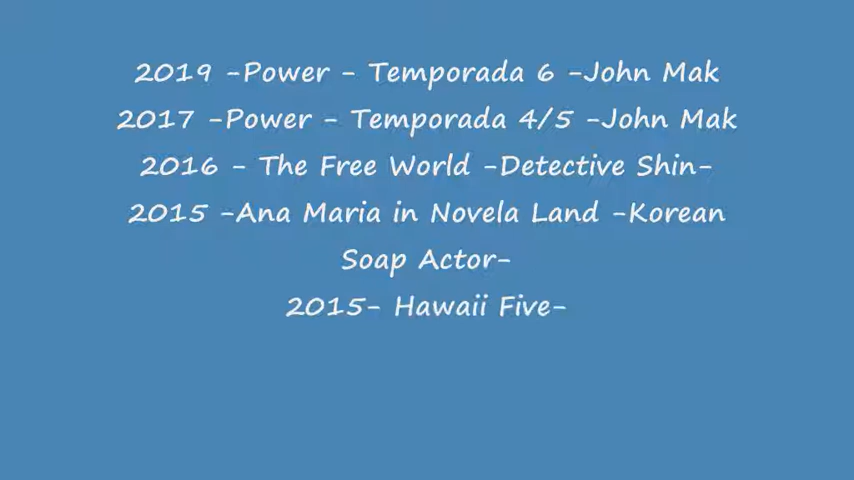 2019 -Power - Temporada 6 -John Mak
2017 -Power - Temporada 4/5 -John Mak
2016 - The Free World -Detective Shin-
2015 -Ana Maria in Novela Land -Korean
Soap Actor-
2015- Hawaii Five-